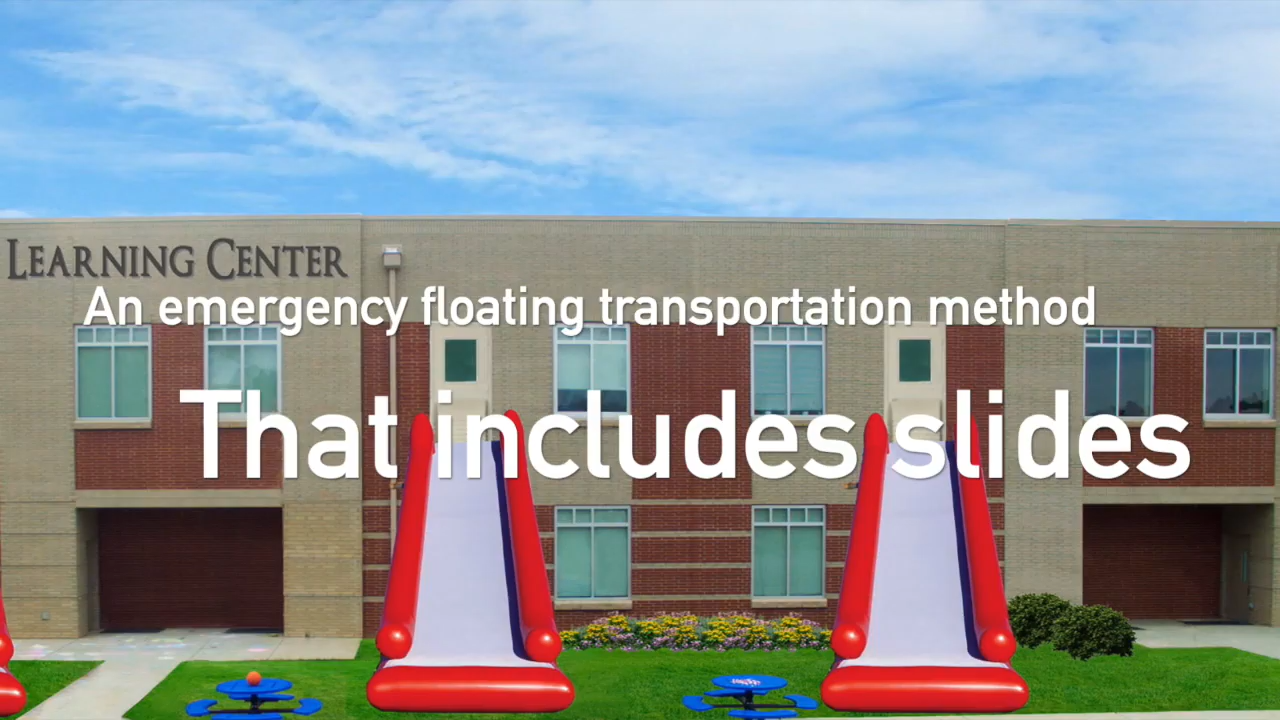 LEARNING CENTER
An emergency floating transportation method
That includes slides